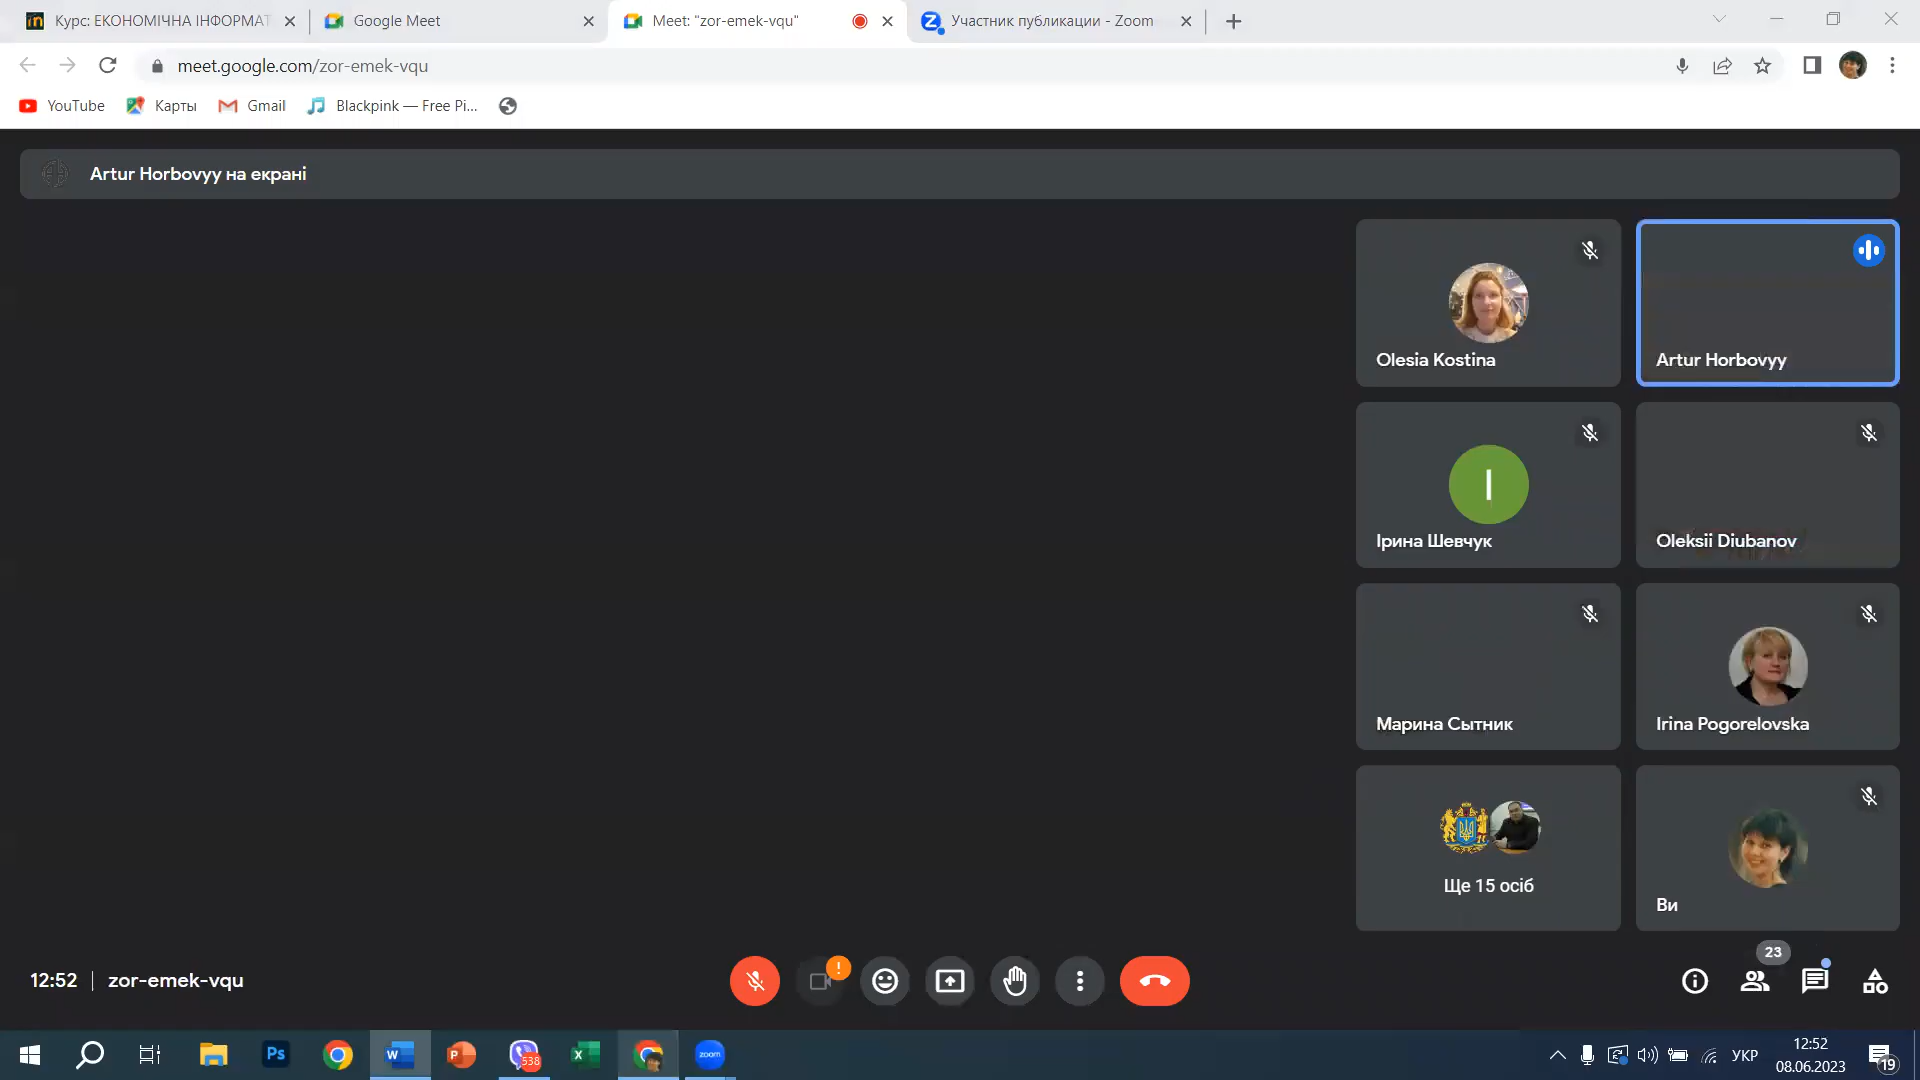 Курс: ЕКОНОМІЧНА ІНФОРМАТ
Google Meet
Meet: "zor-emek-vqu"
Участник публикации - Zoom
meet.google.com/zor-emek-vqu
YouTube
Карты
Gmail
Blackpink — Free Pi...
Artur Horbovyy на екрані
Olesia Kostina
Artur Horbovyy
І
Ірина Шевчук
Oleksii Diubanov
Марина Сытник
Irina Pogorelovska
Ще 15 осіб
Ви
12:52
zor-emek-vqu
!
23
Ps
W
P
538
X
zoom
УКР
12:52
08.06.2023
19